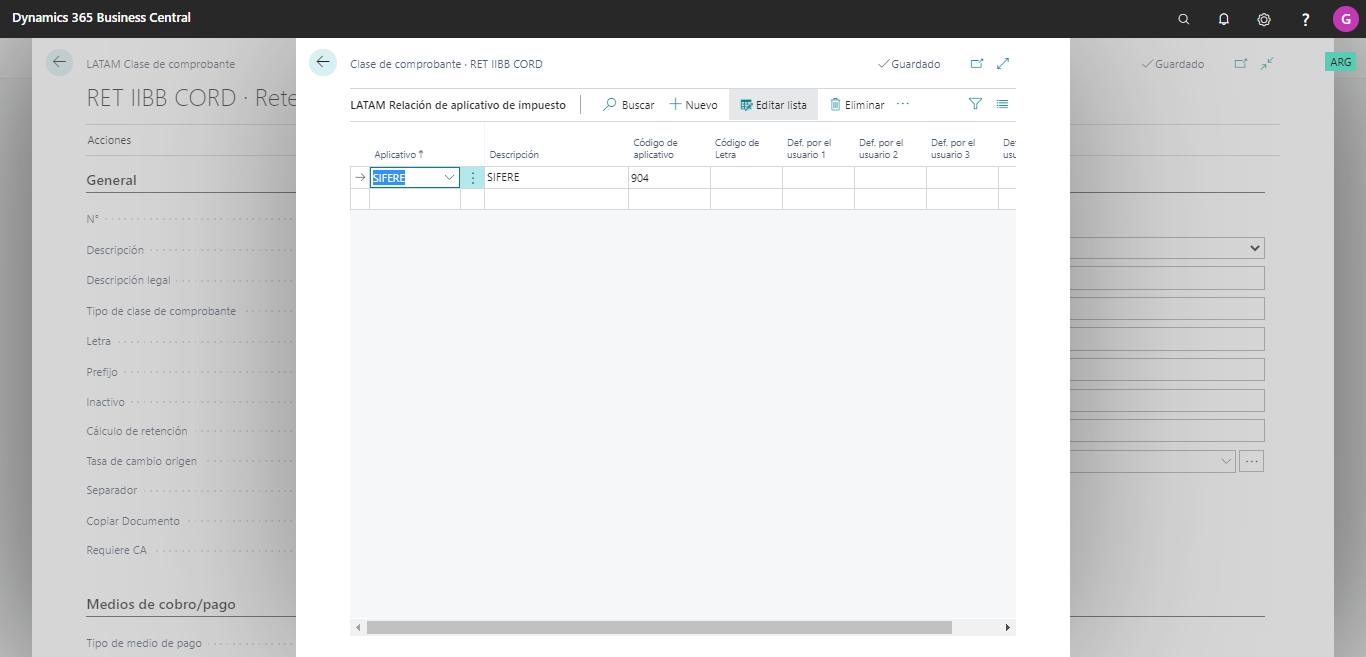 Dynamics 365 Business Central
?
G
LATAM Clase de comprobante
Guardado
ARG
RET IIBB CORD · Rete
Acciones
General
N°
Descripción
Descripción legal
Tipo de clase de comprobante
Letra
Prefijo
Inactivo
Cálculo de retención
Tasa de cambio origen
Separador
Copiar Documento
Requiere CA
Medios de cobro/pago
Tipo de medio de pago
Clase de comprobante · RET IIBB CORD
Guardado
LATAM Relación de aplicativo de impuesto
Buscar
Nuevo
Editar lista
Eliminar
Aplicativo ↑
Descripción
Código de aplicativo
Código de Letra
Def. por el usuario 1
Def. por el usuario 2
Def. por el usuario 3
SIFERE
SIFERE
904